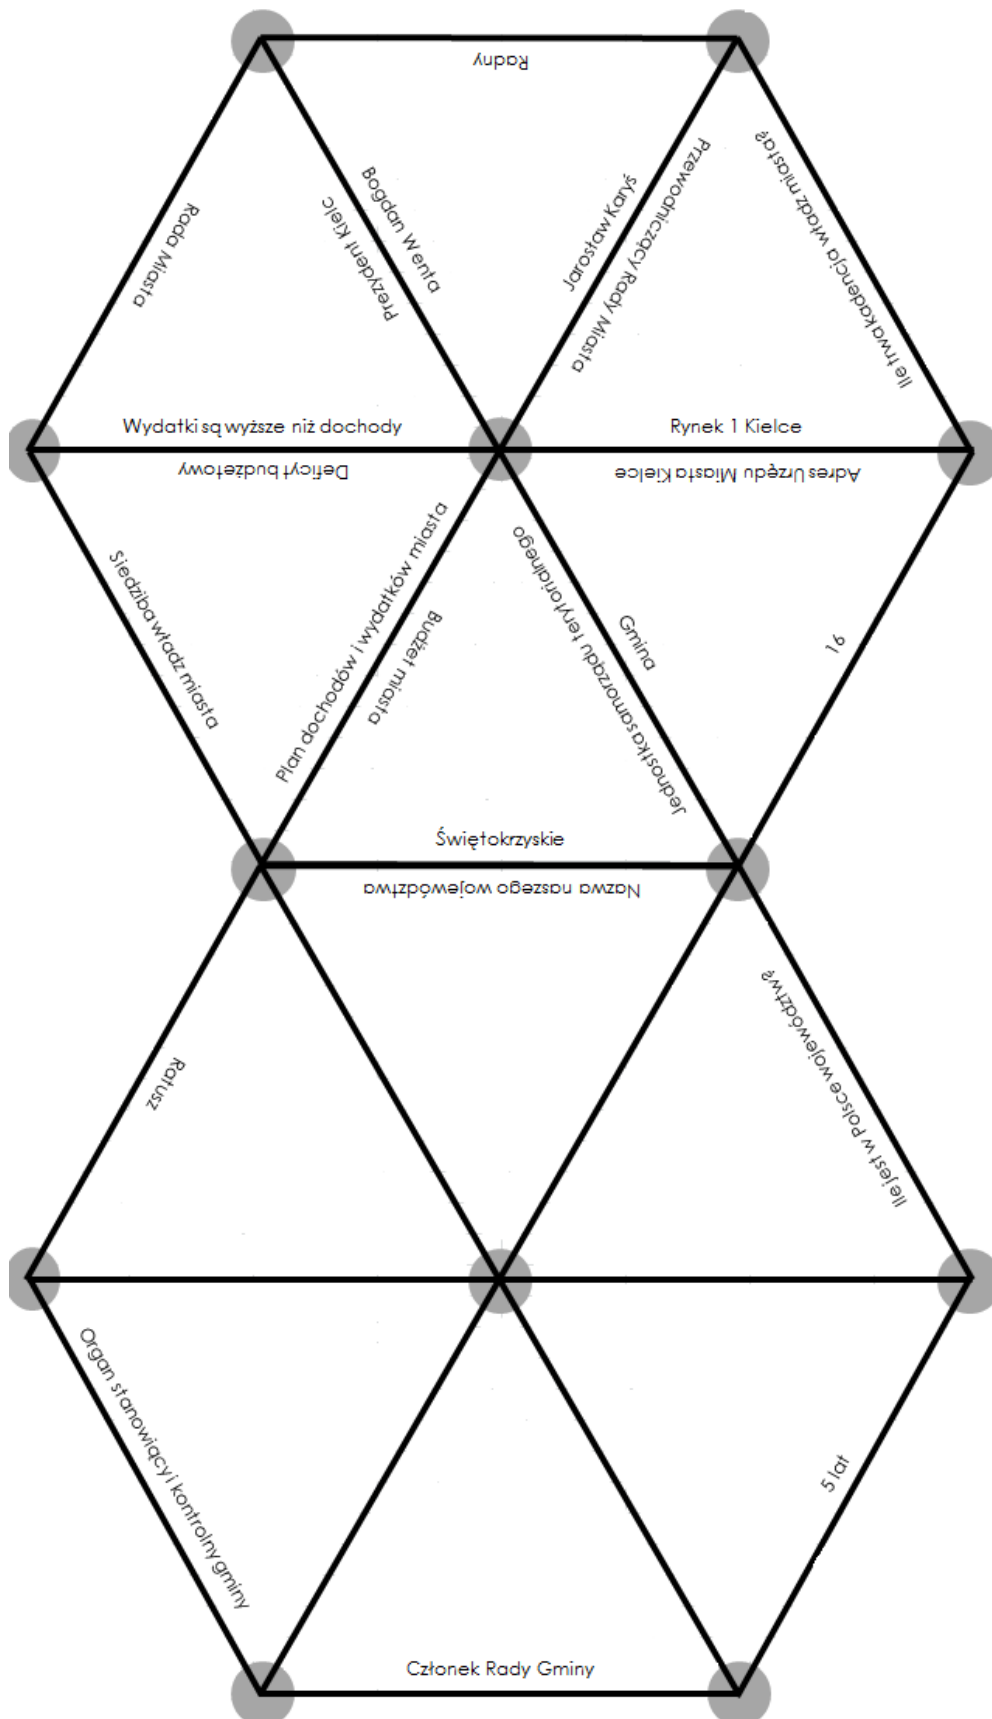 Radny
Rada Miasta
Prezydent Kielc
Bogdan Wenta
Jarosław Karyś
Przewodniczący Rady Miasta
Ile trwa kadencja władz miasta?
Wydatki są wyższe niż dochody
Rynek 1 Kielce
Deficyt budżetowy
Adres Urzędu Miasta Kielce
Siedziba władz miasta
Plan dochodów i wydatków miasta
Budżet miasta
Jednostka samorządu terytorialnego
Gmina
16
Świętokrzyskie
Nazwa naszego województwa
Ratusz
Ile jest w Polsce województw?
Organ stanowiący i kontrolny gminy
5 lat
Członek Rady Gminy